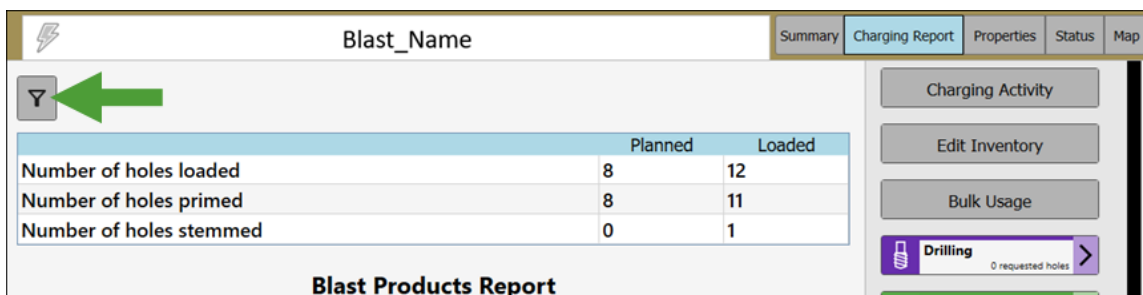 Blast_Name
Summary
Charging Report
Properties
Status
Map
Charging Activity
Planned Loaded
Number of holes loaded 8 12
Number of holes primed 8 11
Number of holes stemmed 0 1
Edit Inventory
Bulk Usage
Drilling
0 requested holes
Blast Products Report